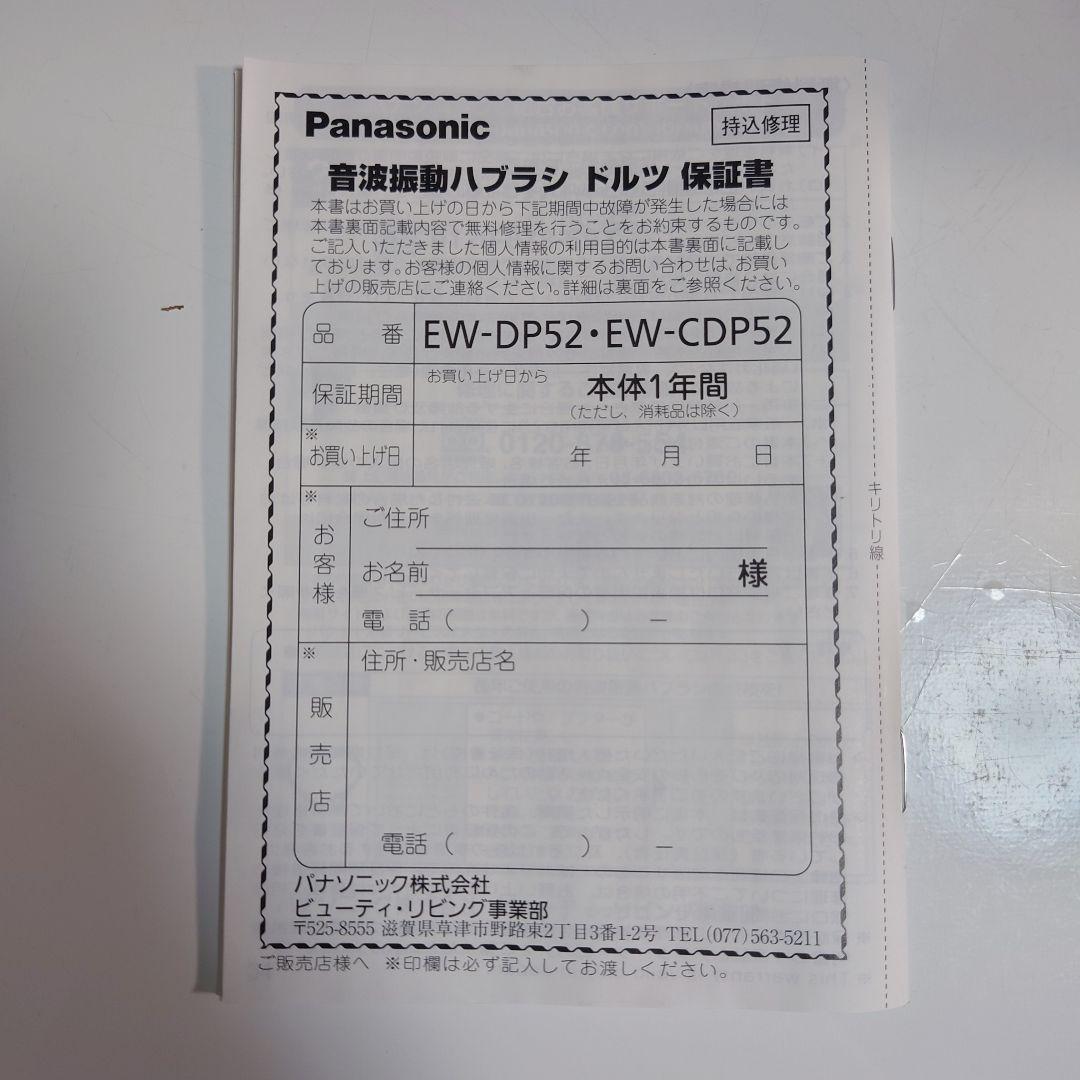 Panasonic
持込修理
音波振動ハブラシ ドルツ 保証書
本書はお買い上げの日から下記期間中故障が発生した場合には
本書裏面記載内容で無料修理を行うことをお約束するものです。
ご記入いただきました個人情報の利用目的は本書裏面に記載し
ております。お客様の個人情報に関するお問い合わせは、お買い
上げの販売店にご連絡ください。詳細は裏面をご参照ください。
品 番 EW-DP52・EW-CDP52
保証期間 お買い上げ日から 本体1年間
(ただし、消耗品は除く)
※
お買い上げ日 年 月 日
※
お客様
ご住所
お名前 様
電 話( ) ー
※
販売店
住所・販売店名
電話( ) ー
パナソニック株式会社
ビューティ・リビング事業部
〒525-8555 滋賀県草津市野路東2丁目3番1-2号 TEL(077)563-5211
ご販売店様へ ※印欄は必ず記入してお渡しください。
キリトリ線